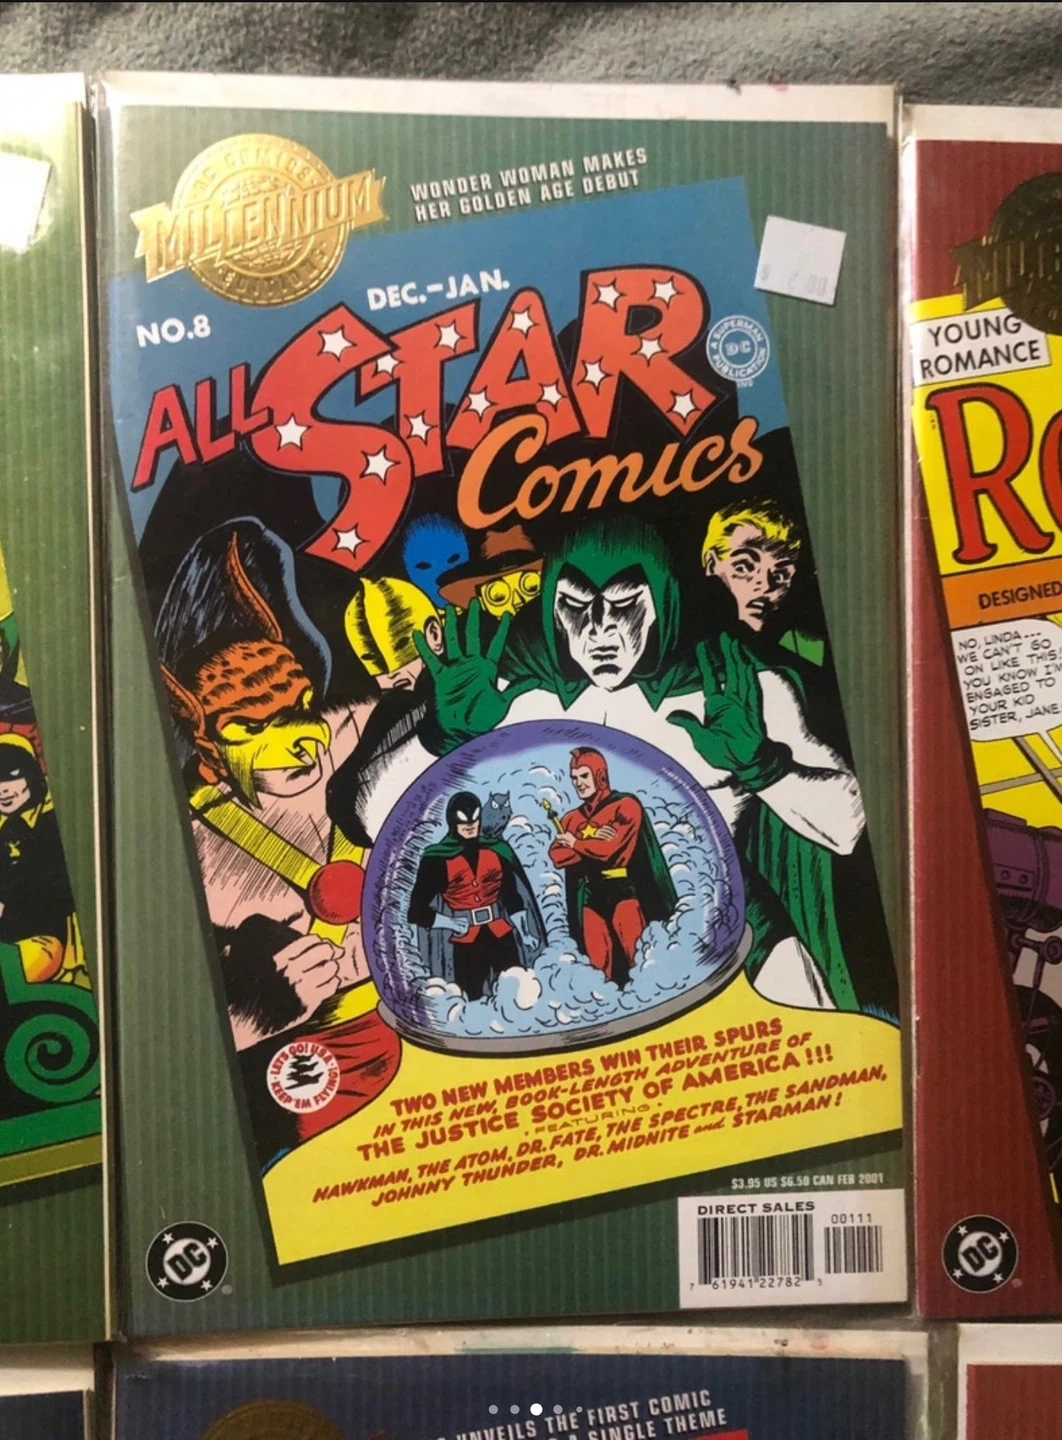 DC COMICS
MILLENNIUM
EDITIONS
WONDER WOMAN MAKES
HER GOLDEN AGE DEBUT
$ 2.00
DEC.-JAN.
NO.8
ALL STAR
Comics
A SUPERMAN
DC
PUBLICATION
LET'S GO! U.S.A.
KEEP 'EM FLYING!
TWO NEW MEMBERS WIN THEIR SPURS
IN THIS NEW, BOOK-LENGTH ADVENTURE OF
THE JUSTICE SOCIETY OF AMERICA!!!
• FEATURING •
HAWKMAN, THE ATOM, DR. FATE, THE SPECTRE, THE SANDMAN,
JOHNNY THUNDER, DR. MIDNITE and STARMAN!
$3.95 US $6.50 CAN FEB 2001
DIRECT SALES
00111
7 61941 22782 3
DC
YOUNG
ROMANCE
DESIGNED
NO, LINDA---
WE CAN'T GO
ON LIKE THIS!
YOU KNOW I'M
ENGAGED TO
YOUR KID
SISTER, JANE
DC
UNVEILS THE FIRST COMIC
A SINGLE THEME